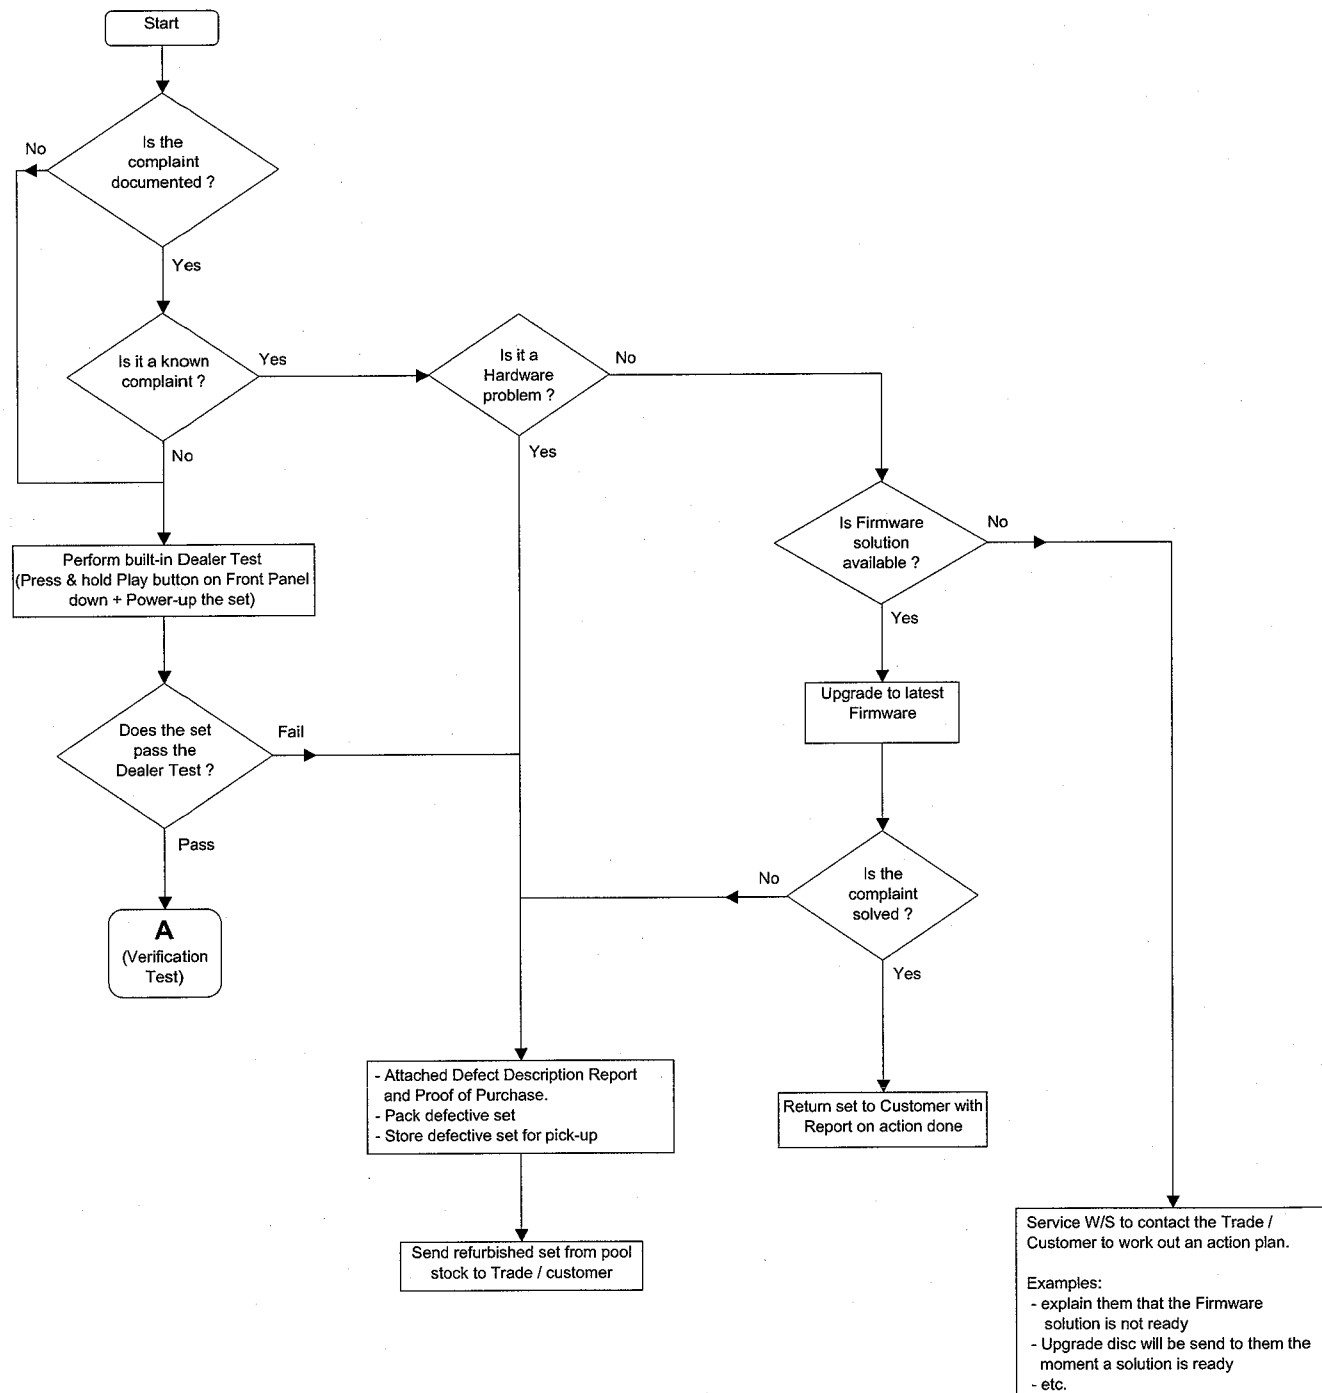 Start
Is the
complaint
documented ?
No
Yes
Is it a known
complaint ?
Yes
No
Is it a
Hardware
problem ?
No
Yes
Is Firmware
solution
available ?
No
Yes
Perform built-in Dealer Test
(Press & hold Play button on Front Panel
down + Power-up the set)
Upgrade to latest
Firmware
Does the set
pass the
Dealer Test ?
Fail
Pass
Is the
complaint
solved ?
No
Yes
A
(Verification
Test)
- Attached Defect Description Report
and Proof of Purchase.
- Pack defective set
- Store defective set for pick-up
Return set to Customer with
Report on action done
Send refurbished set from pool
stock to Trade / customer
Service W/S to contact the Trade /
Customer to work out an action plan.
Examples:
- explain them that the Firmware
solution is not ready
- Upgrade disc will be send to them the
moment a solution is ready
- etc.